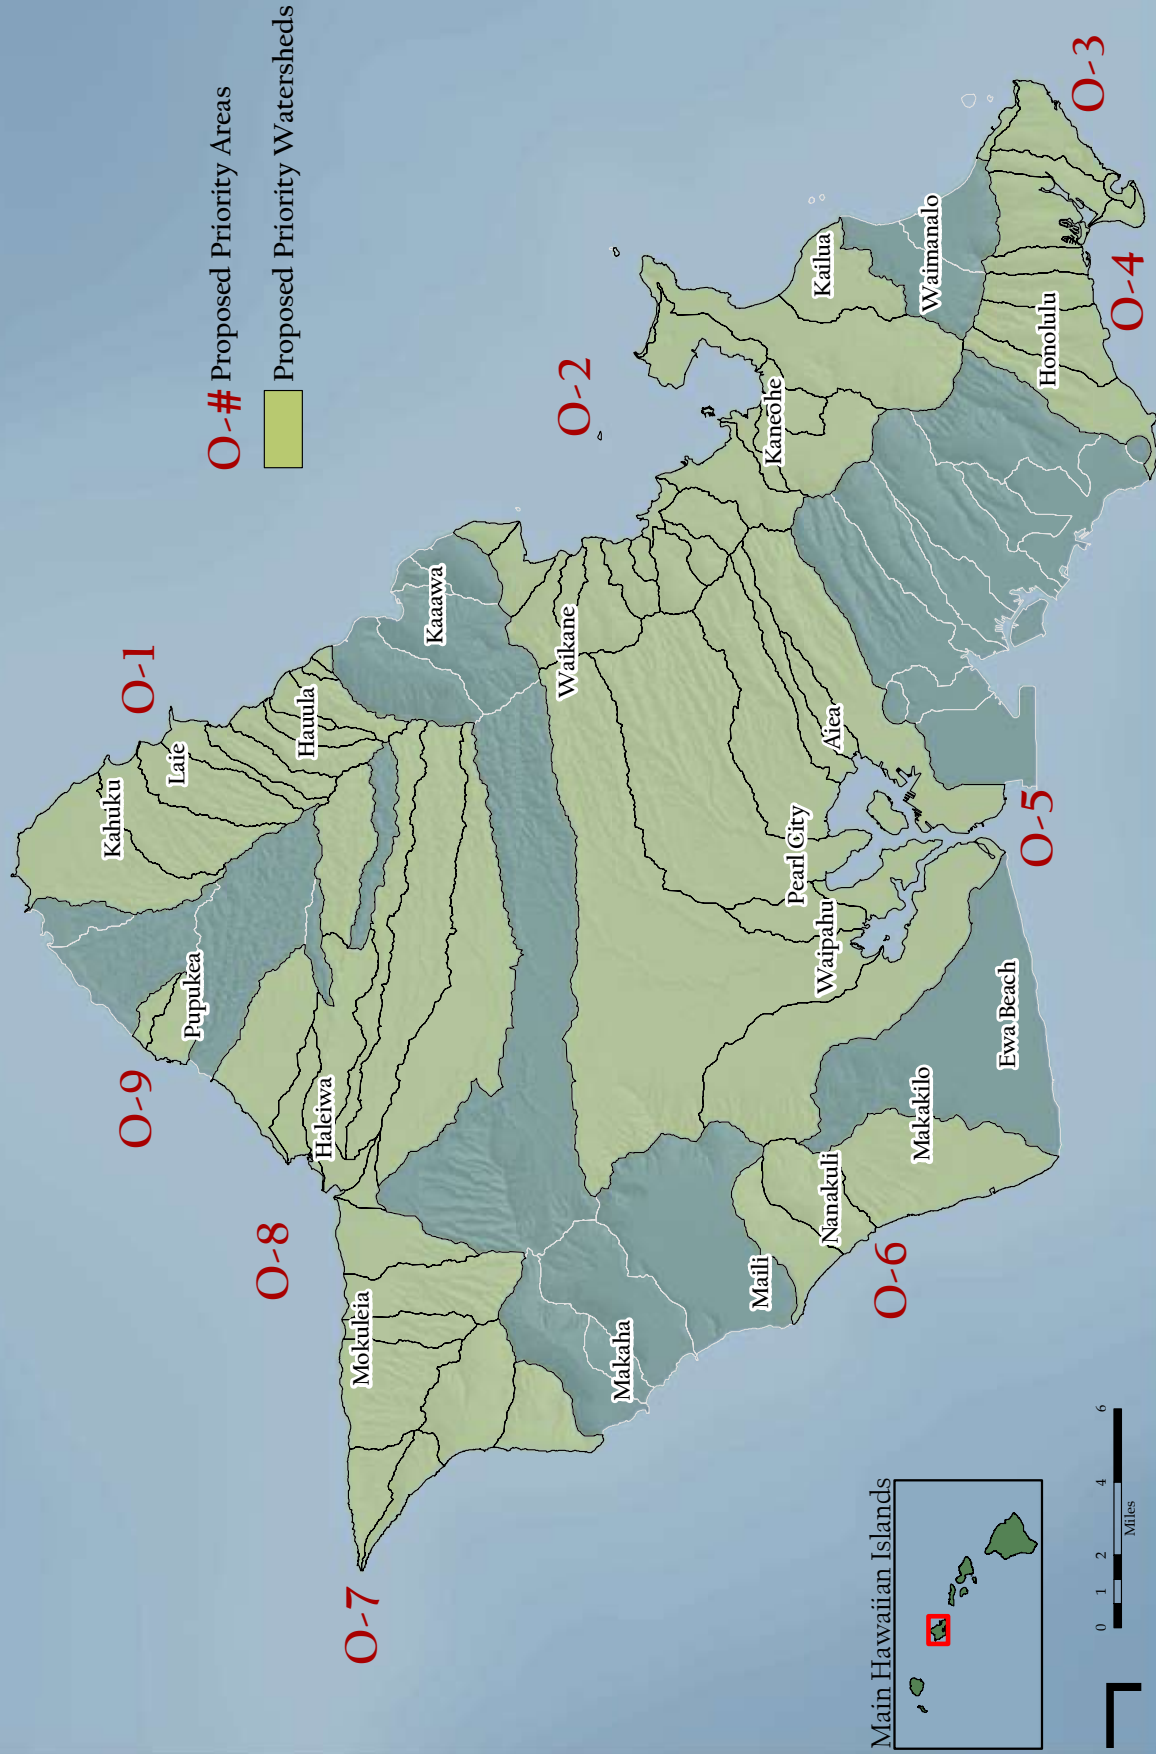 O-# Proposed Priority Areas
Proposed Priority Watersheds
O-1
O-2
O-3
O-4
O-5
O-6
O-7
O-8
O-9
Kahuku
Laie
Hauula
Kaaawa
Pupukea
Haleiwa
Mokuleia
Waikane
Kaneohe
Kailua
Waimanalo
Honolulu
Aiea
Pearl City
Waipahu
Ewa Beach
Makakilo
Nanakuli
Maili
Makaha
Main Hawaiian Islands
0 1 2 4 6
Miles